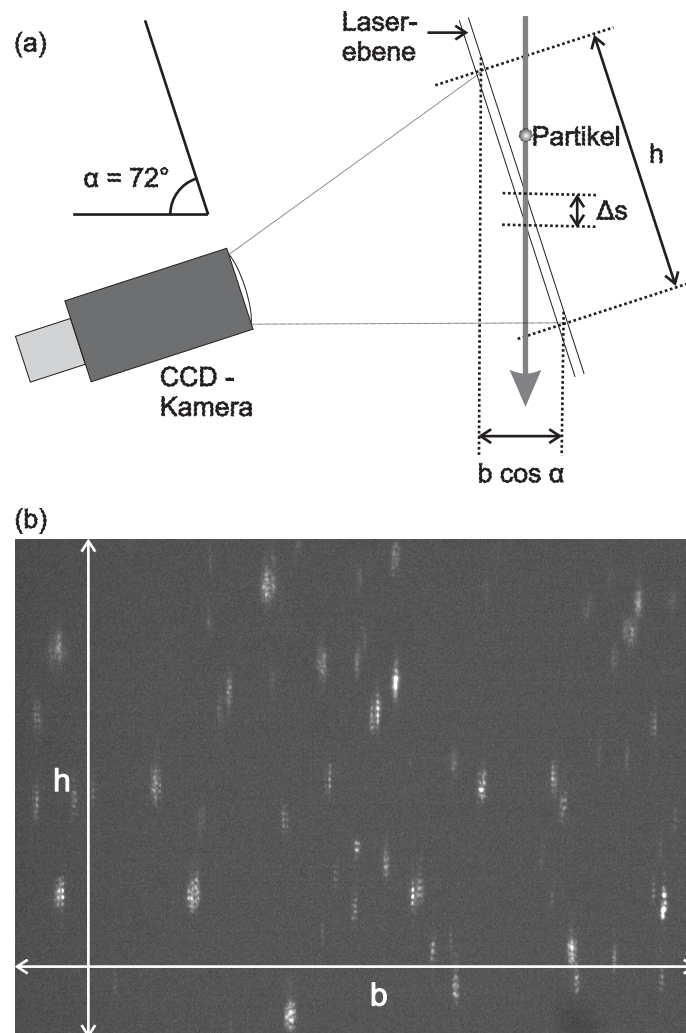 (a)
Laser-
ebene
α = 72°
Partikel
h
Δs
CCD -
Kamera
b cos α
(b)
h
b